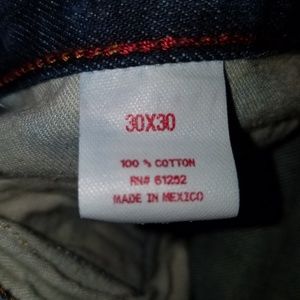 30X30
100 % COTTON
RN# 61252
MADE IN MEXICO